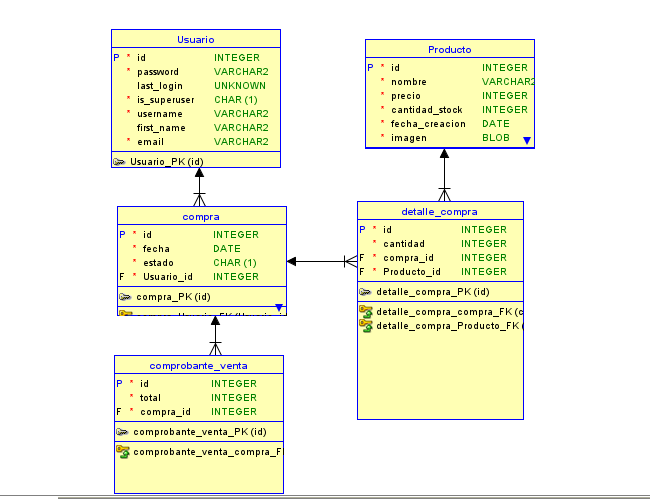 Usuario
P * id INTEGER
* password VARCHAR2
last_login UNKNOWN
* is_superuser CHAR (1)
* username VARCHAR2
first_name VARCHAR2
* email VARCHAR2
Usuario_PK (id)
Producto
P * id INTEGER
* nombre VARCHAR2
* precio INTEGER
* cantidad_stock INTEGER
* fecha_creacion DATE
* imagen BLOB
compra
P * id INTEGER
* fecha DATE
* estado CHAR (1)
F * Usuario_id INTEGER
compra_PK (id)
detalle_compra
P * id INTEGER
* cantidad INTEGER
F * compra_id INTEGER
F * Producto_id INTEGER
detalle_compra_PK (id)
detalle_compra_compra_FK (c
detalle_compra_Producto_FK (
comprobante_venta
P * id INTEGER
* total INTEGER
F * compra_id INTEGER
comprobante_venta_PK (id)
comprobante_venta_compra_F